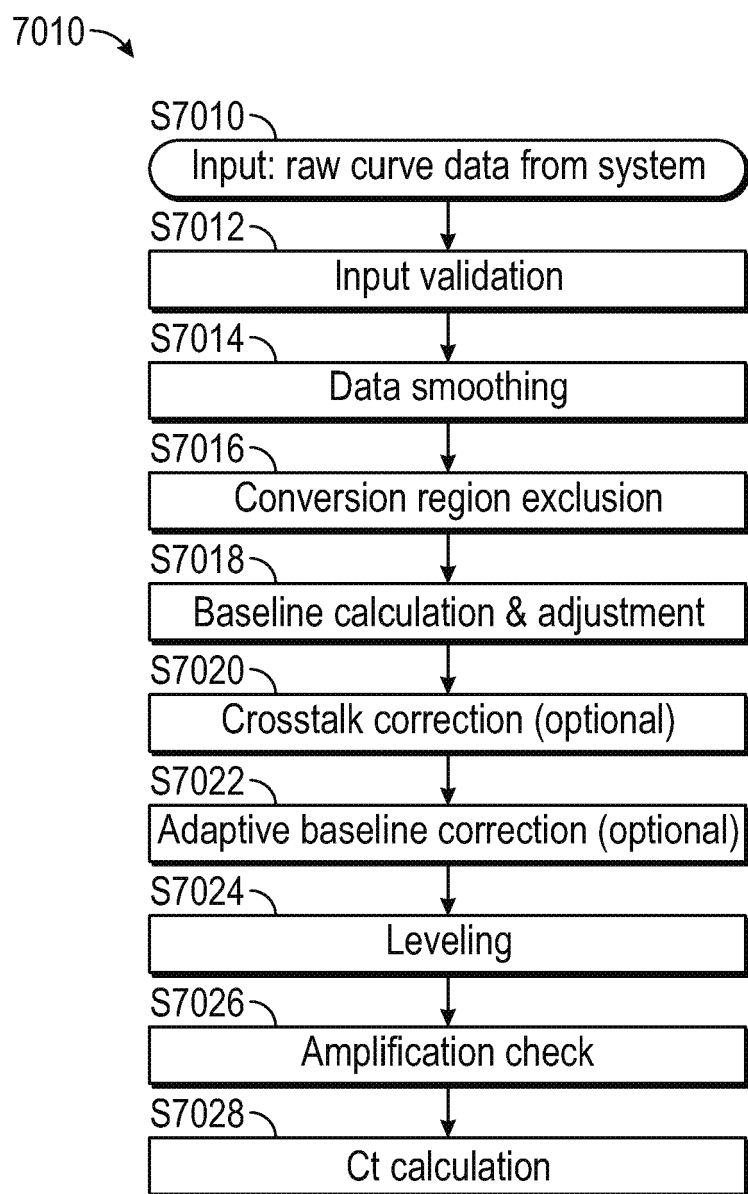 7010
S7010
Input: raw curve data from system
S7012
Input validation
S7014
Data smoothing
S7016
Conversion region exclusion
S7018
Baseline calculation & adjustment
S7020
Crosstalk correction (optional)
S7022
Adaptive baseline correction (optional)
S7024
Leveling
S7026
Amplification check
S7028
Ct calculation